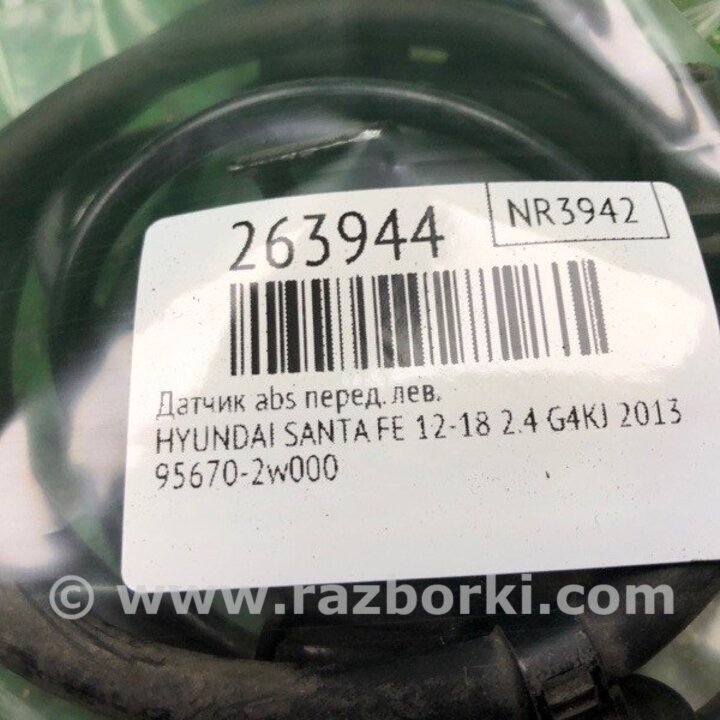 263944
NR3942
Датчик abs перед. лев.
HYUNDAI SANTA FE 12-18 2.4 G4KJ 2013
95670-2w000
© www.razborki.com